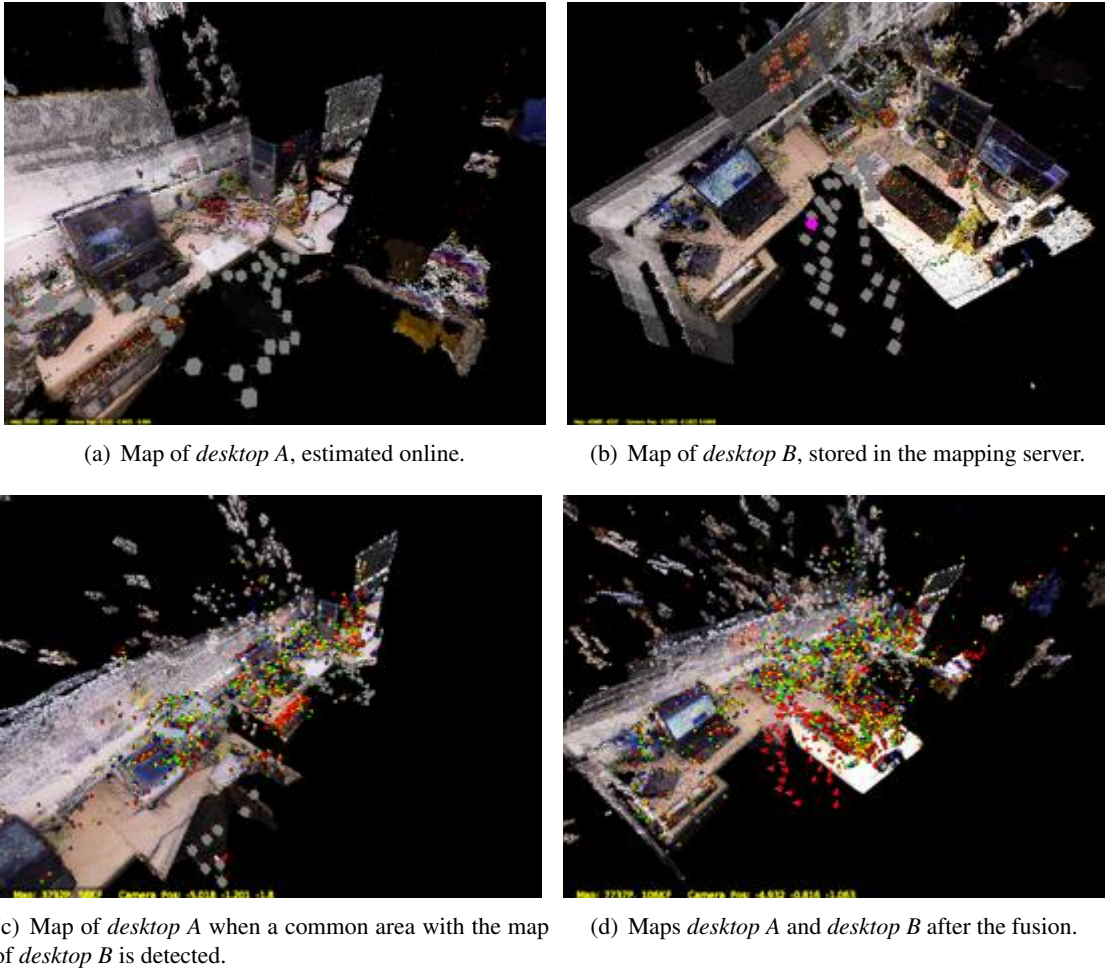 (a) Map of desktop A, estimated online.
(b) Map of desktop B, stored in the mapping server.
Map: 3792P, 58KF Camera Pos: -5.018 -1.201 -1.8
Map: 7737P, 106KF Camera Pos: -4.932 -0.816 -1.063
c) Map of desktop A when a common area with the map
of desktop B is detected.
(d) Maps desktop A and desktop B after the fusion.